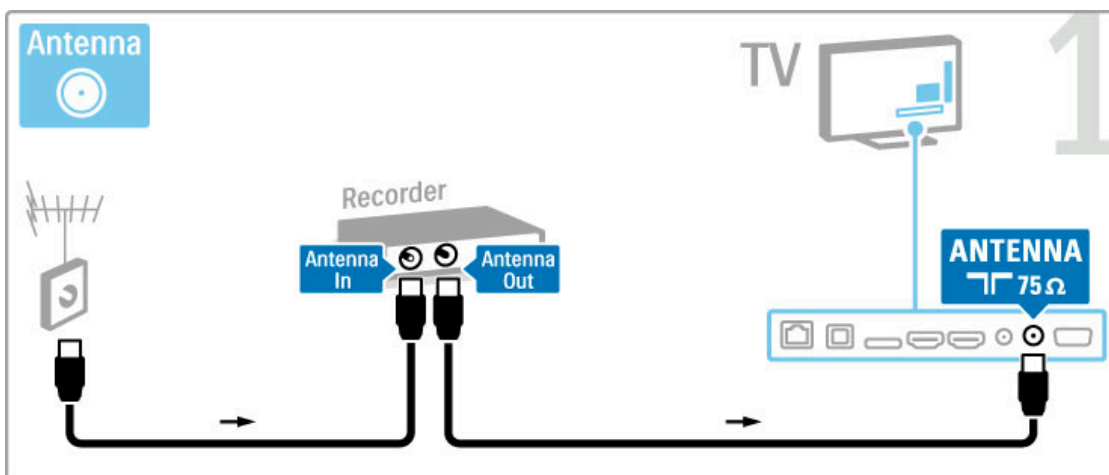 Antenna
TV
1
Recorder
Antenna
In
Antenna
Out
ANTENNA
75 Ω